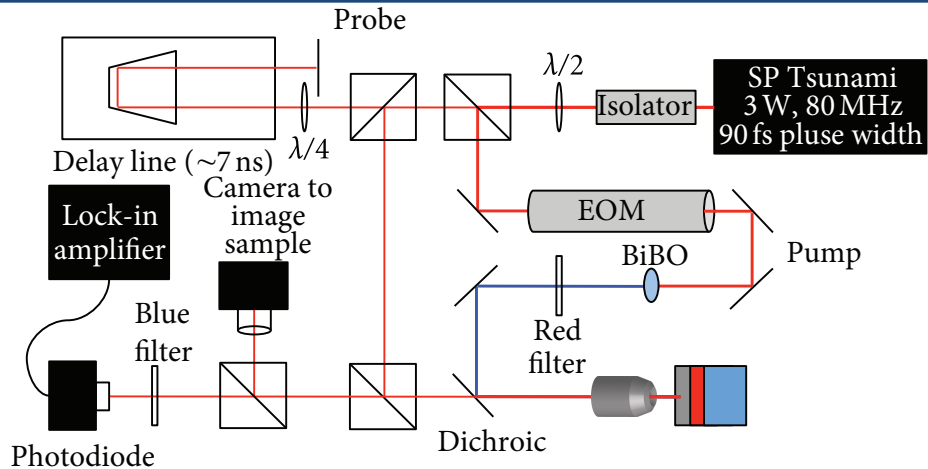 Probe
λ/2
Isolator
SP Tsunami
3 W, 80 MHz
90 fs pluse width
λ/4
Delay line (~7 ns)
Lock-in
amplifier
Camera to
image
sample
EOM
Pump
BiBO
Blue
filter
Red
filter
Dichroic
Photodiode